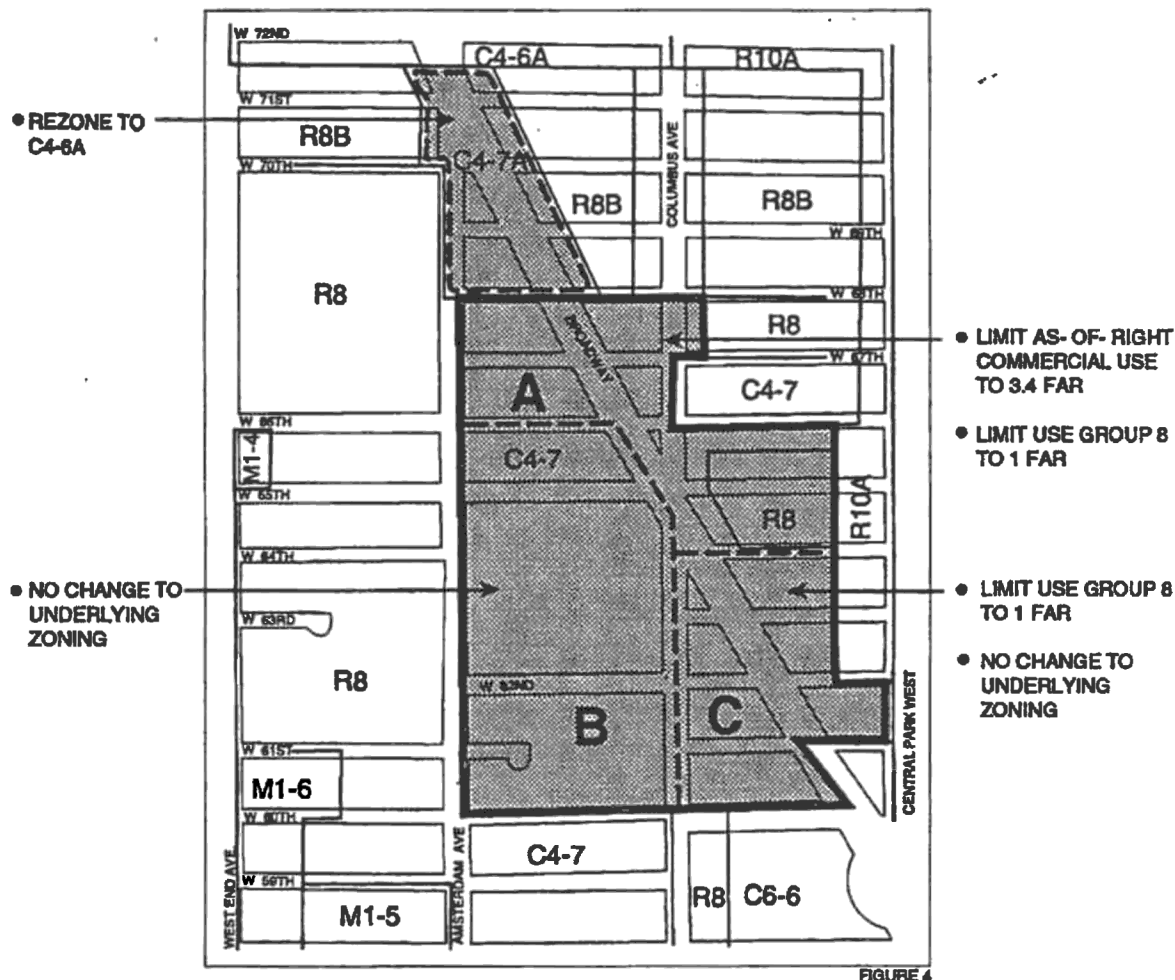 W 72ND
C4-6A
R10A
W 71ST
• REZONE TO
C4-6A
R8B
C4-7A
COLUMBUS AVE
W 70TH
R8B
R8B
W 69TH
R8
W 68TH
BROADWAY
R8
• LIMIT AS- OF- RIGHT
COMMERCIAL USE
TO 3.4 FAR
W 67TH
A
C4-7
W 66TH
• LIMIT USE GROUP 8
TO 1 FAR
M1-4
C4-7
R10A
W 65TH
R8
W 64TH
• NO CHANGE TO
UNDERLYING
ZONING
• LIMIT USE GROUP 8
TO 1 FAR
W 63RD
• NO CHANGE TO
UNDERLYING
ZONING
R8
W 62ND
B
C
CENTRAL PARK WEST
W 61ST
M1-6
W 60TH
C4-7
WEST END AVE
AMSTERDAM AVE
W 59TH
R8
C6-6
M1-5
FIGURE 4